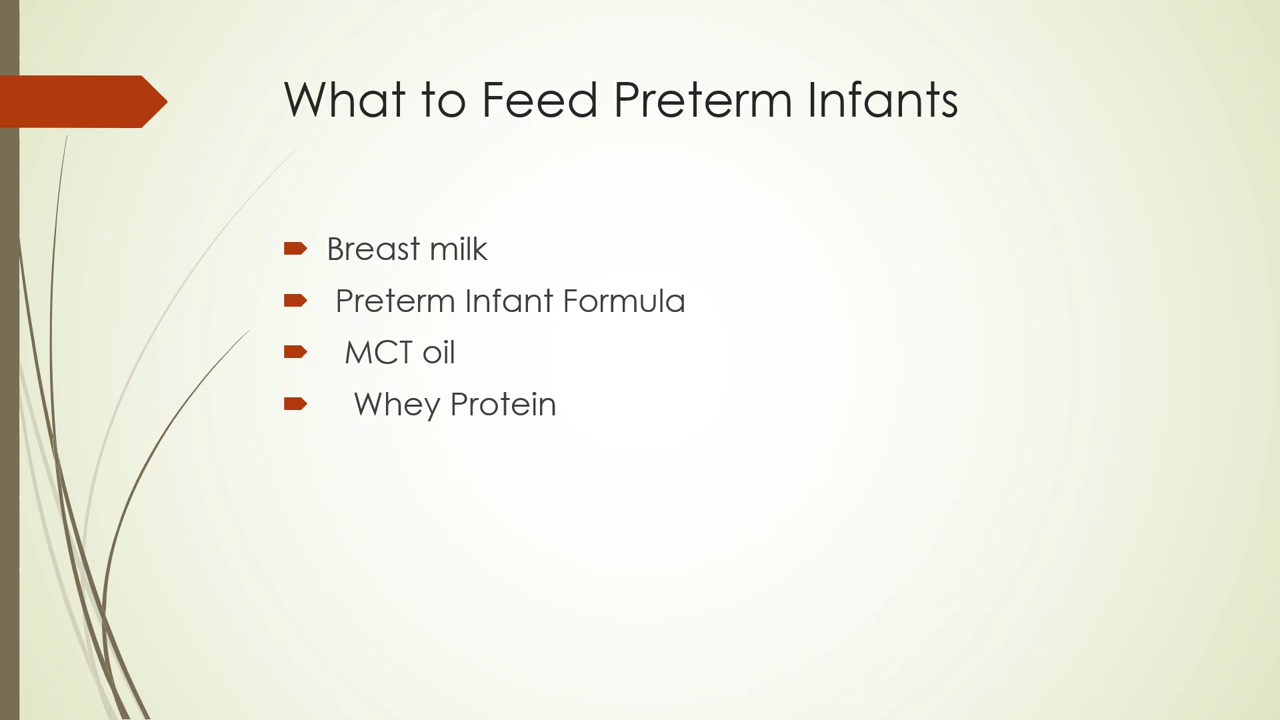 What to Feed Preterm Infants
Breast milk
Preterm Infant Formula
MCT oil
Whey Protein